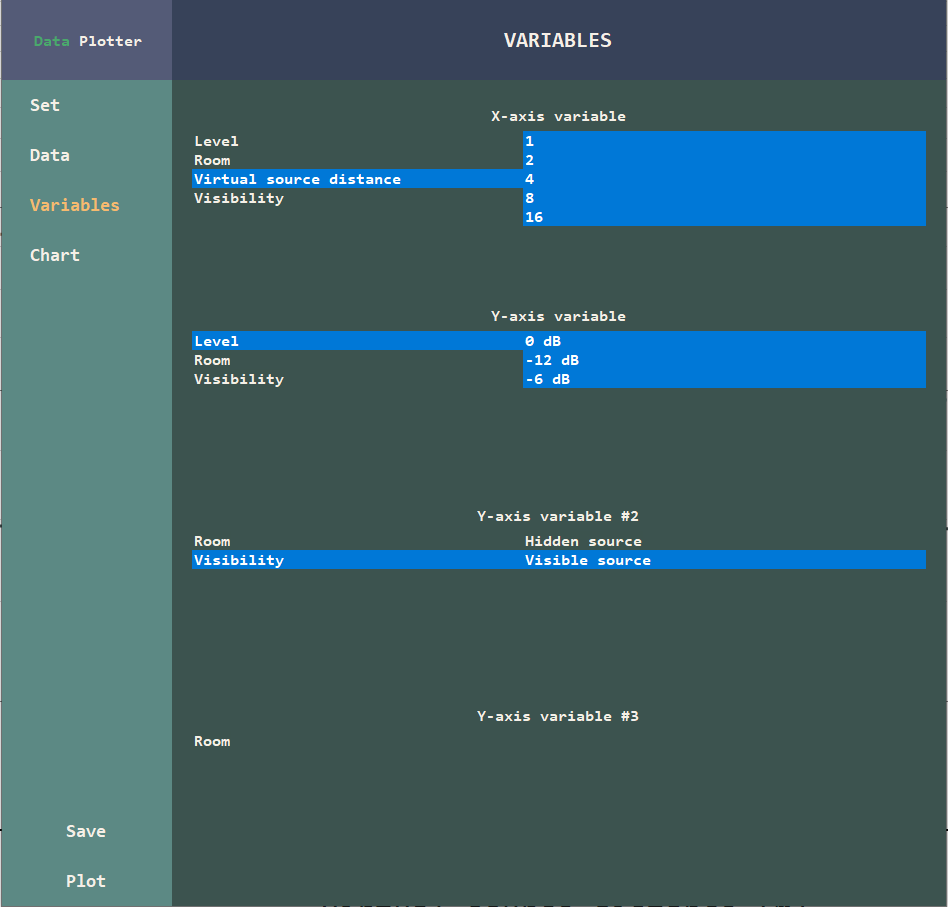 Data Plotter
VARIABLES
Set
Data
Variables
Chart
Save
Plot
X-axis variable
Level
Room
Virtual source distance
Visibility
1
2
4
8
16
Y-axis variable
Level
Room
Visibility
0 dB
-12 dB
-6 dB
Y-axis variable #2
Room
Visibility
Hidden source
Visible source
Y-axis variable #3
Room